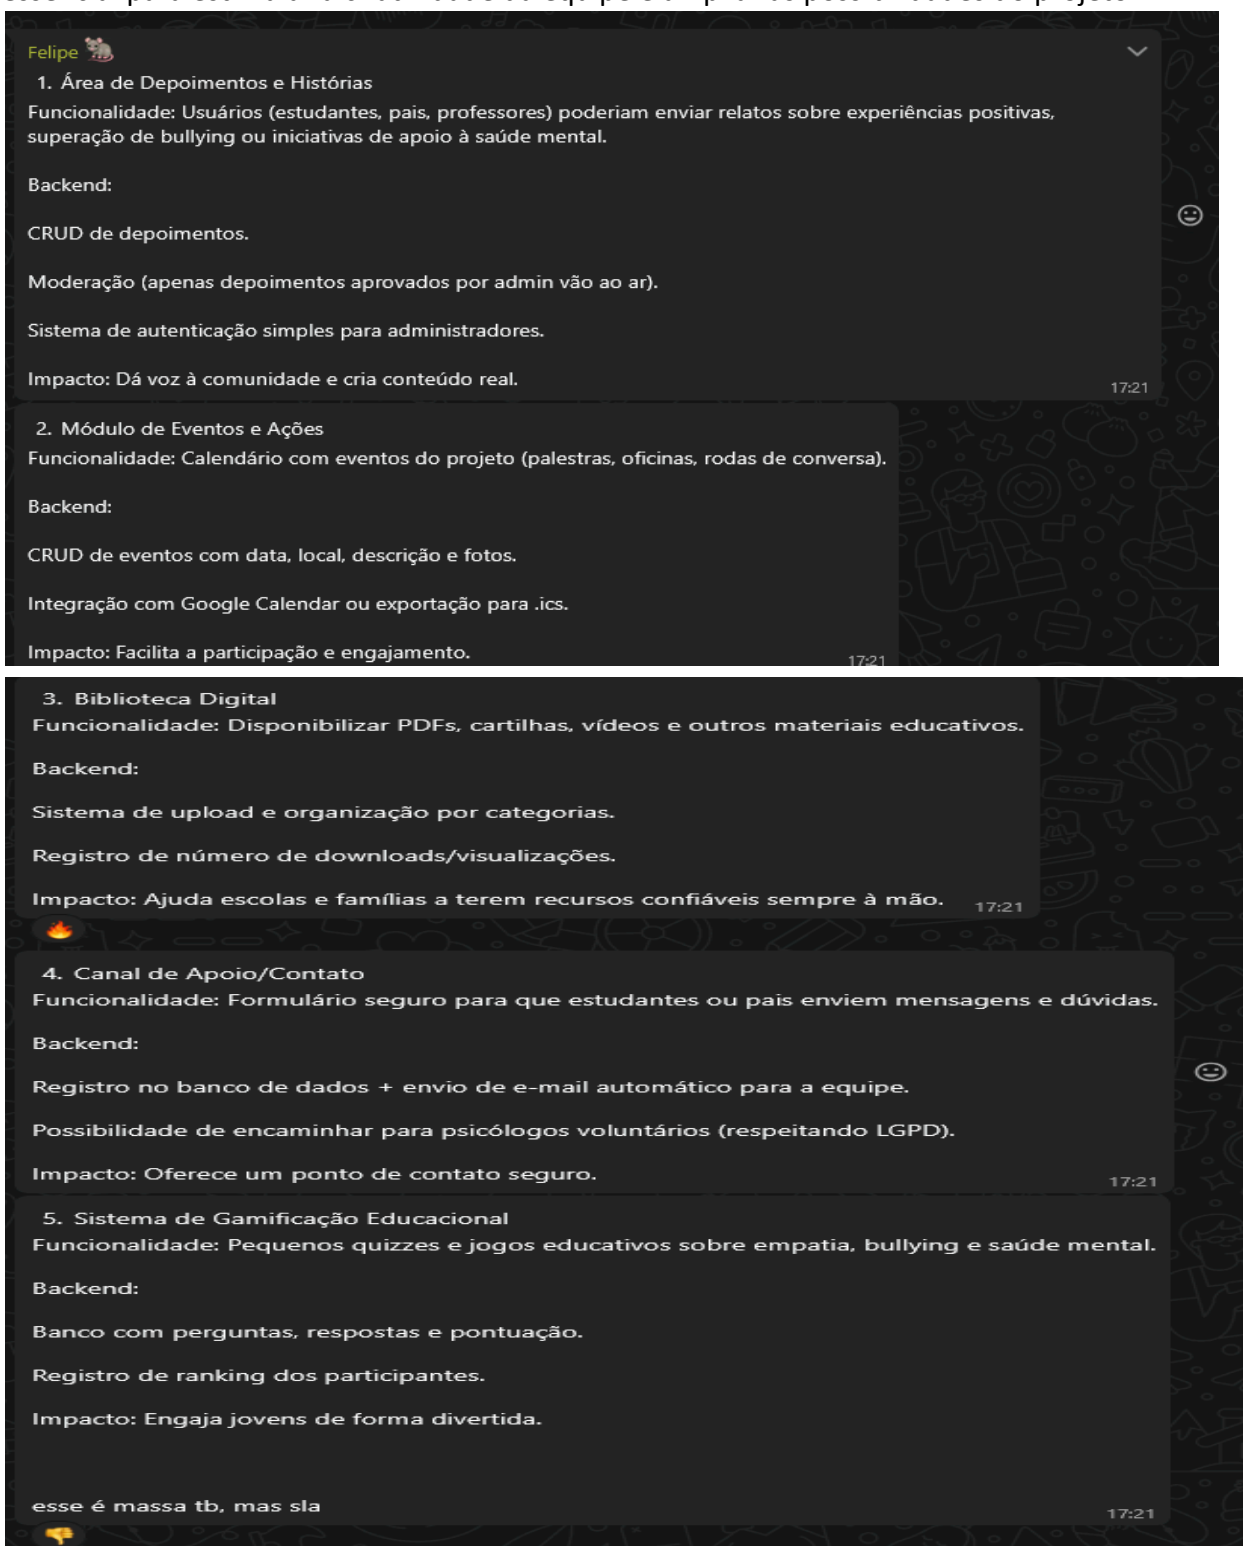 Felipe
1. Área de Depoimentos e Histórias
Funcionalidade: Usuários (estudantes, pais, professores) poderiam enviar relatos sobre experiências positivas,
superação de bullying ou iniciativas de apoio à saúde mental.
Backend:
CRUD de depoimentos.
Moderação (apenas depoimentos aprovados por admin vão ao ar).
Sistema de autenticação simples para administradores.
Impacto: Dá voz à comunidade e cria conteúdo real.
17:21
2. Módulo de Eventos e Ações
Funcionalidade: Calendário com eventos do projeto (palestras, oficinas, rodas de conversa).
Backend:
CRUD de eventos com data, local, descrição e fotos.
Integração com Google Calendar ou exportação para .ics.
Impacto: Facilita a participação e engajamento.
17:21
3. Biblioteca Digital
Funcionalidade: Disponibilizar PDFs, cartilhas, vídeos e outros materiais educativos.
Backend:
Sistema de upload e organização por categorias.
Registro de número de downloads/visualizações.
Impacto: Ajuda escolas e famílias a terem recursos confiáveis sempre à mão.
17:21
4. Canal de Apoio/Contato
Funcionalidade: Formulário seguro para que estudantes ou pais enviem mensagens e dúvidas.
Backend:
Registro no banco de dados + envio de e-mail automático para a equipe.
Possibilidade de encaminhar para psicólogos voluntários (respeitando LGPD).
Impacto: Oferece um ponto de contato seguro.
17:21
5. Sistema de Gamificação Educacional
Funcionalidade: Pequenos quizzes e jogos educativos sobre empatia, bullying e saúde mental.
Backend:
Banco com perguntas, respostas e pontuação.
Registro de ranking dos participantes.
Impacto: Engaja jovens de forma divertida.
esse é massa tb, mas sla
17:21